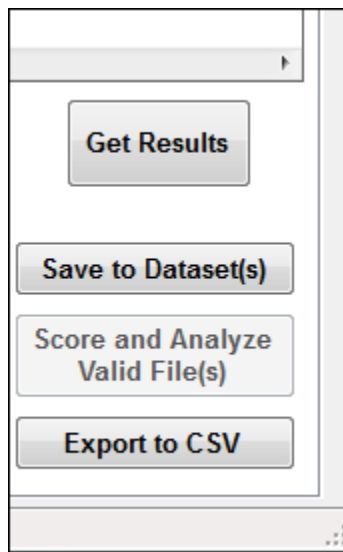 Get Results
Save to Dataset(s)
Score and Analyze
Valid File(s)
Export to CSV